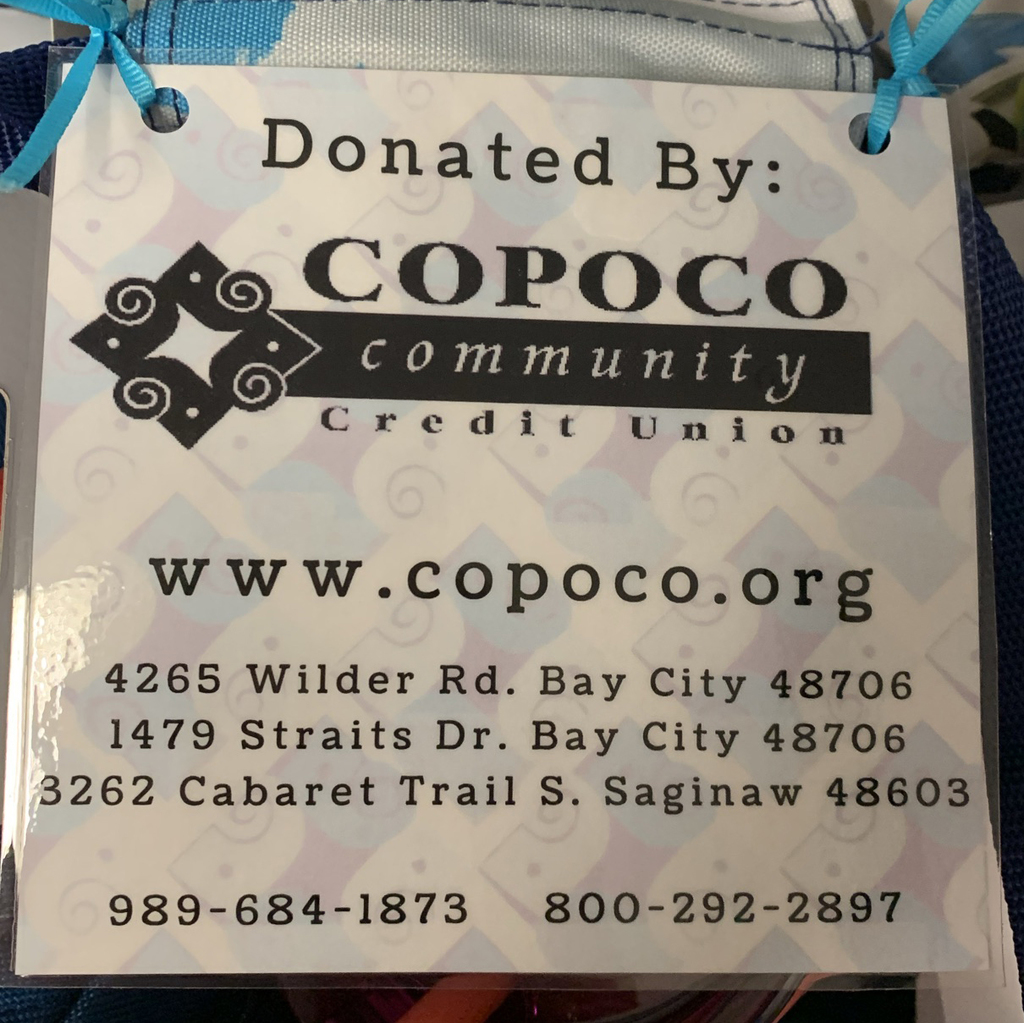 Donated By:
COPOCO
community
Credit Union
www.copoco.org
4265 Wilder Rd. Bay City 48706
1479 Straits Dr. Bay City 48706
3262 Cabaret Trail S. Saginaw 48603
989-684-1873 800-292-2897